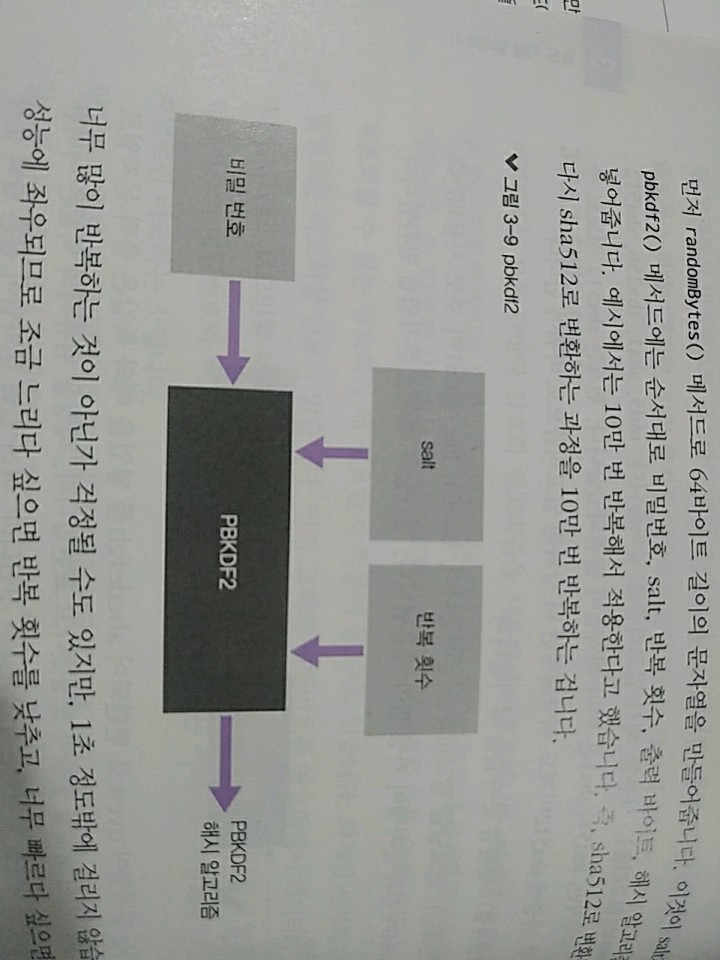 먼저 randomBytes() 메서드로 64바이트 길이의 문자열을 만들어줍니다. 이것이
pbkdf2() 메서드에는 순서대로 비밀번호, salt, 반복 횟수, 출력 바이트, 해시
넣어줍니다. 예시에서는 10만 번 반복해서 적용한다고 했습니다. 즉, sha512로
다시 sha512로 변환하는 과정을 10만 번 반복하는 겁니다.
그림 3-9 pbkdf2
salt
반복 횟수
비밀 번호
PBKDF2
PBKDF2
해시 알고리즘
너무 많이 반복하는 것이 아닌가 걱정될 수도 있지만, 1초 정도밖에 걸리지
성능에 좌우되므로 조금 느리다 싶으면 반복 횟수를 낮추고, 너무 빠르다 싶으면